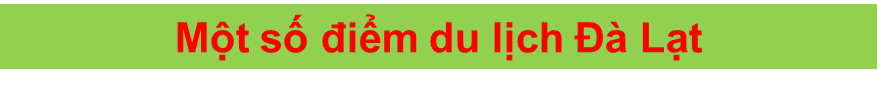 Một số điểm du lịch Đà Lạt